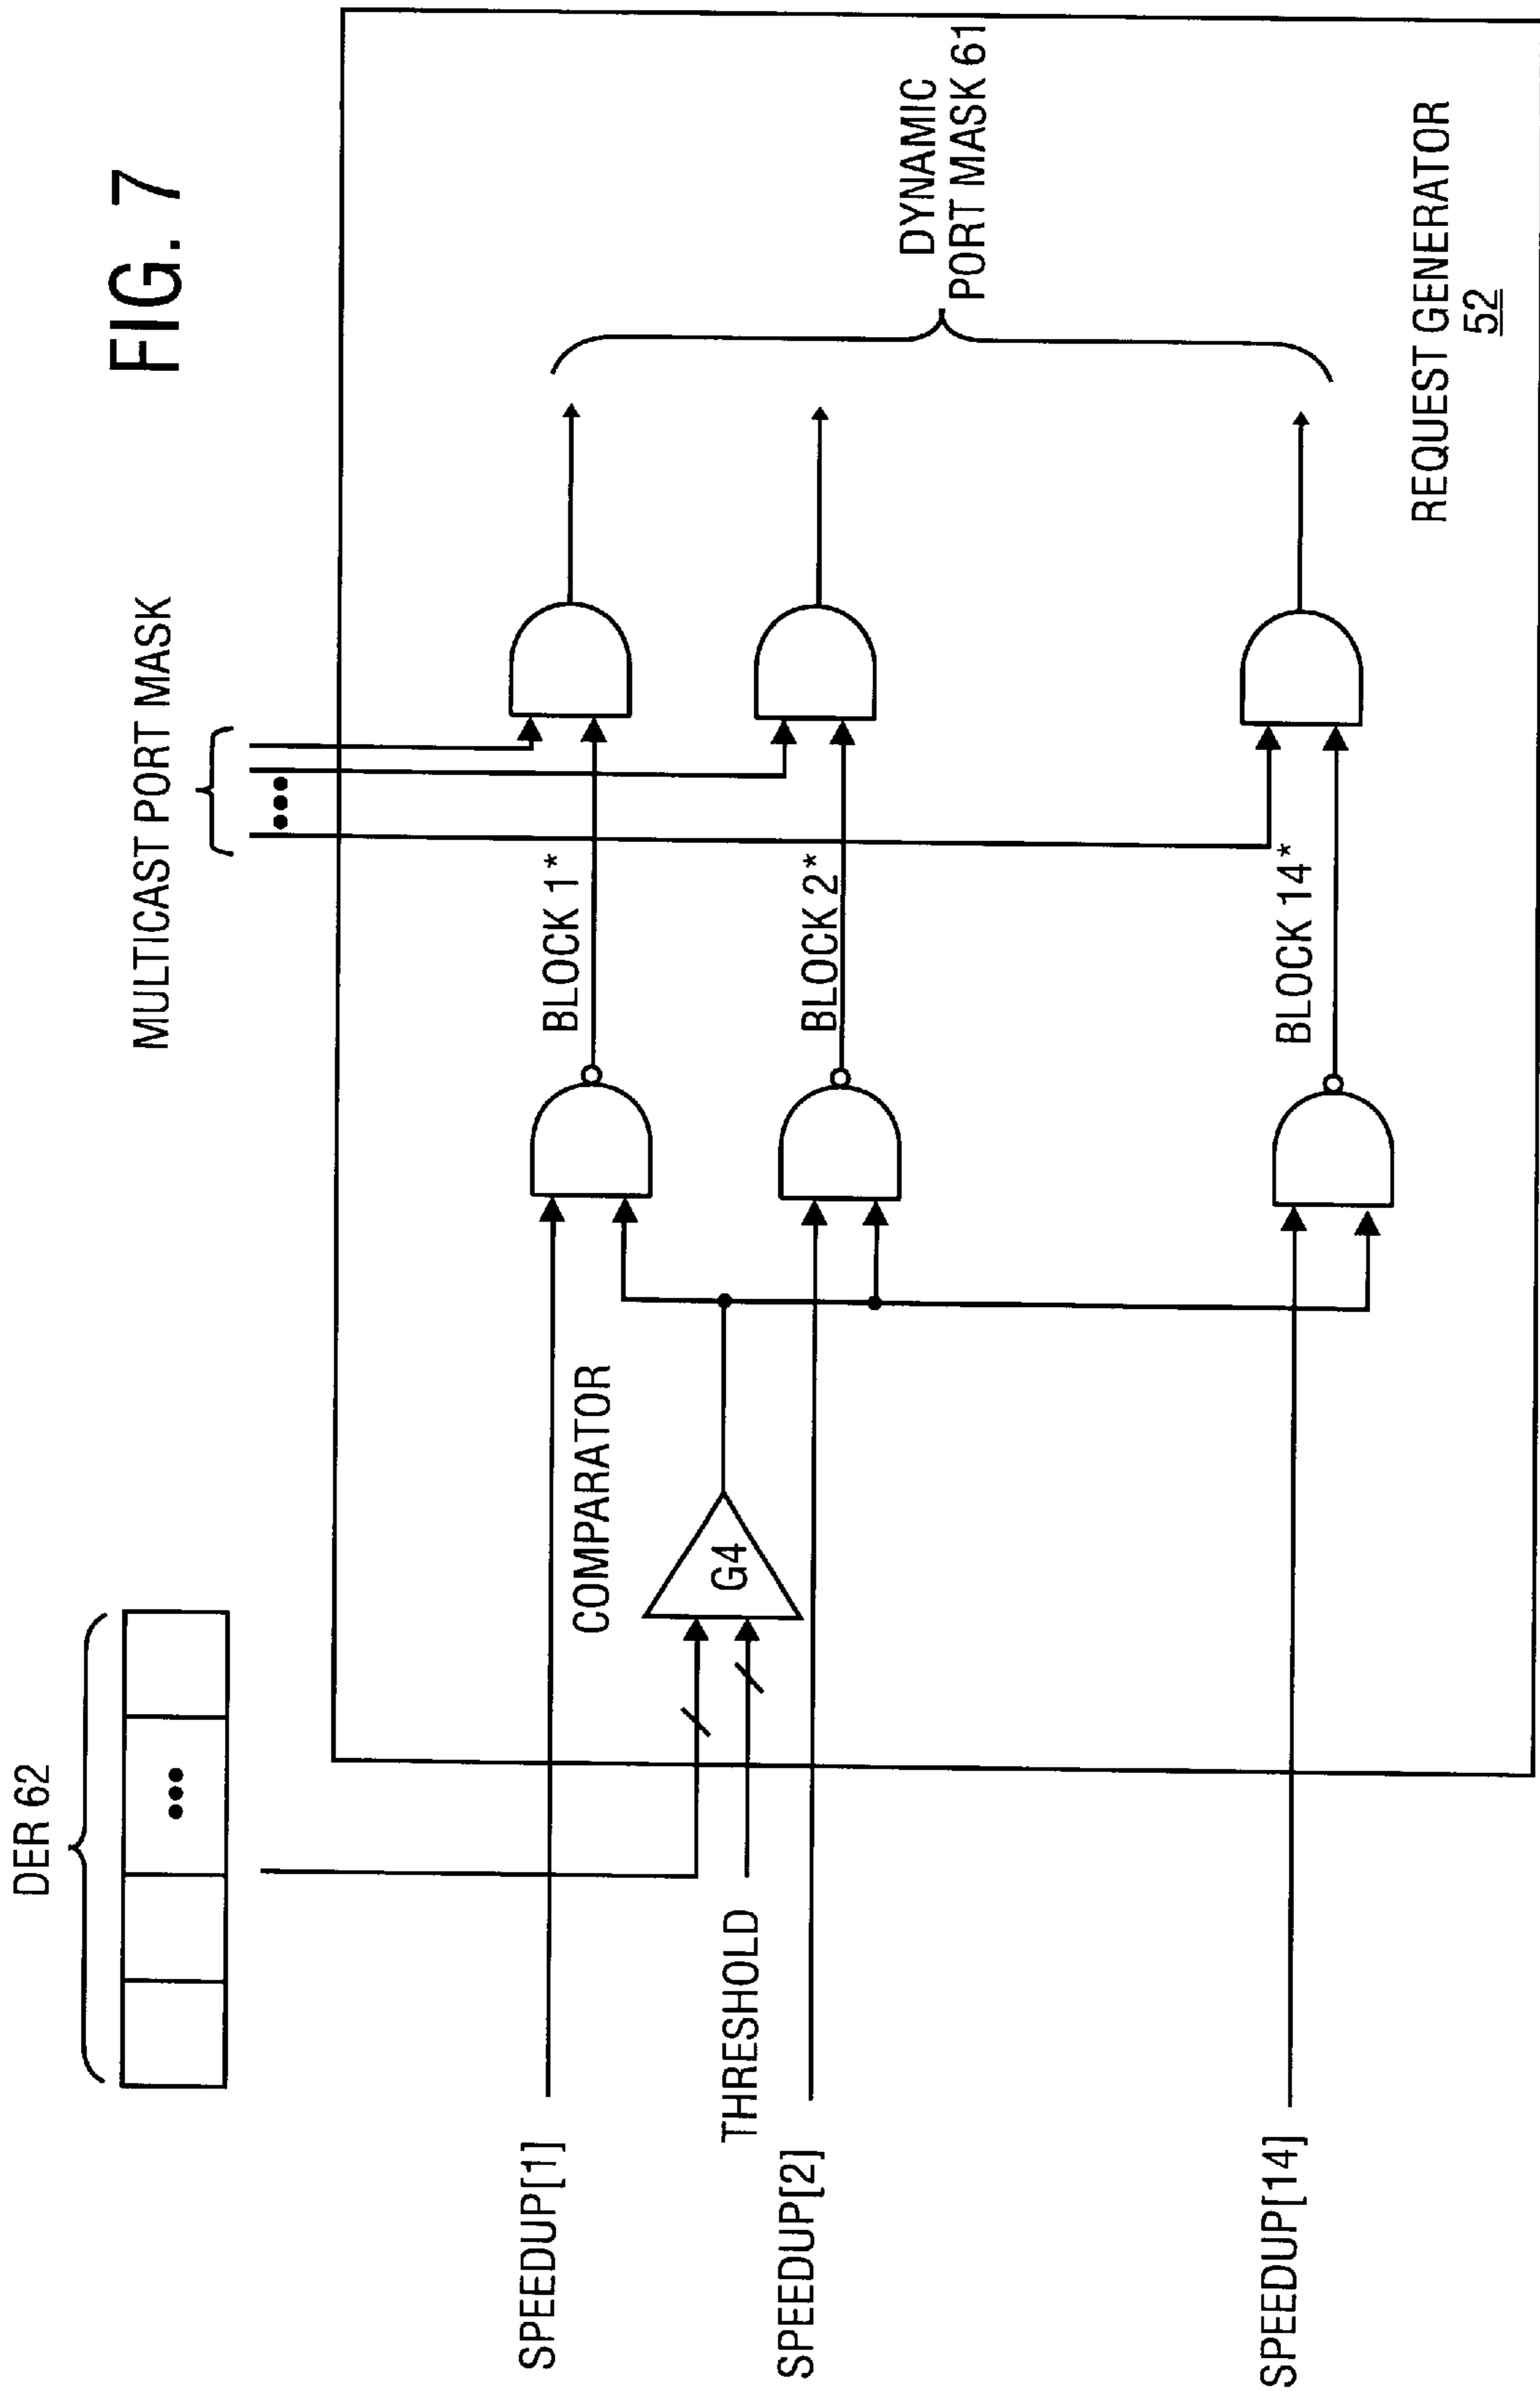 FIG. 7
DER 62
MULTICAST PORT MASK
SPEEDUP[1]
COMPARATOR
BLOCK 1*
THRESHOLD
G4
SPEEDUP[2]
BLOCK 2*
DYNAMIC
PORT MASK 61
SPEEDUP[14]
BLOCK 14*
REQUEST GENERATOR
52